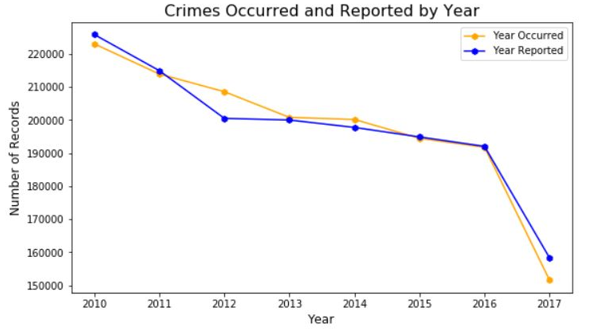 Crimes Occurred and Reported by Year
Year Occurred
Year Reported
Number of Records
220000
210000
200000
190000
180000
170000
160000
150000
2010 2011 2012 2013 2014 2015 2016 2017
Year